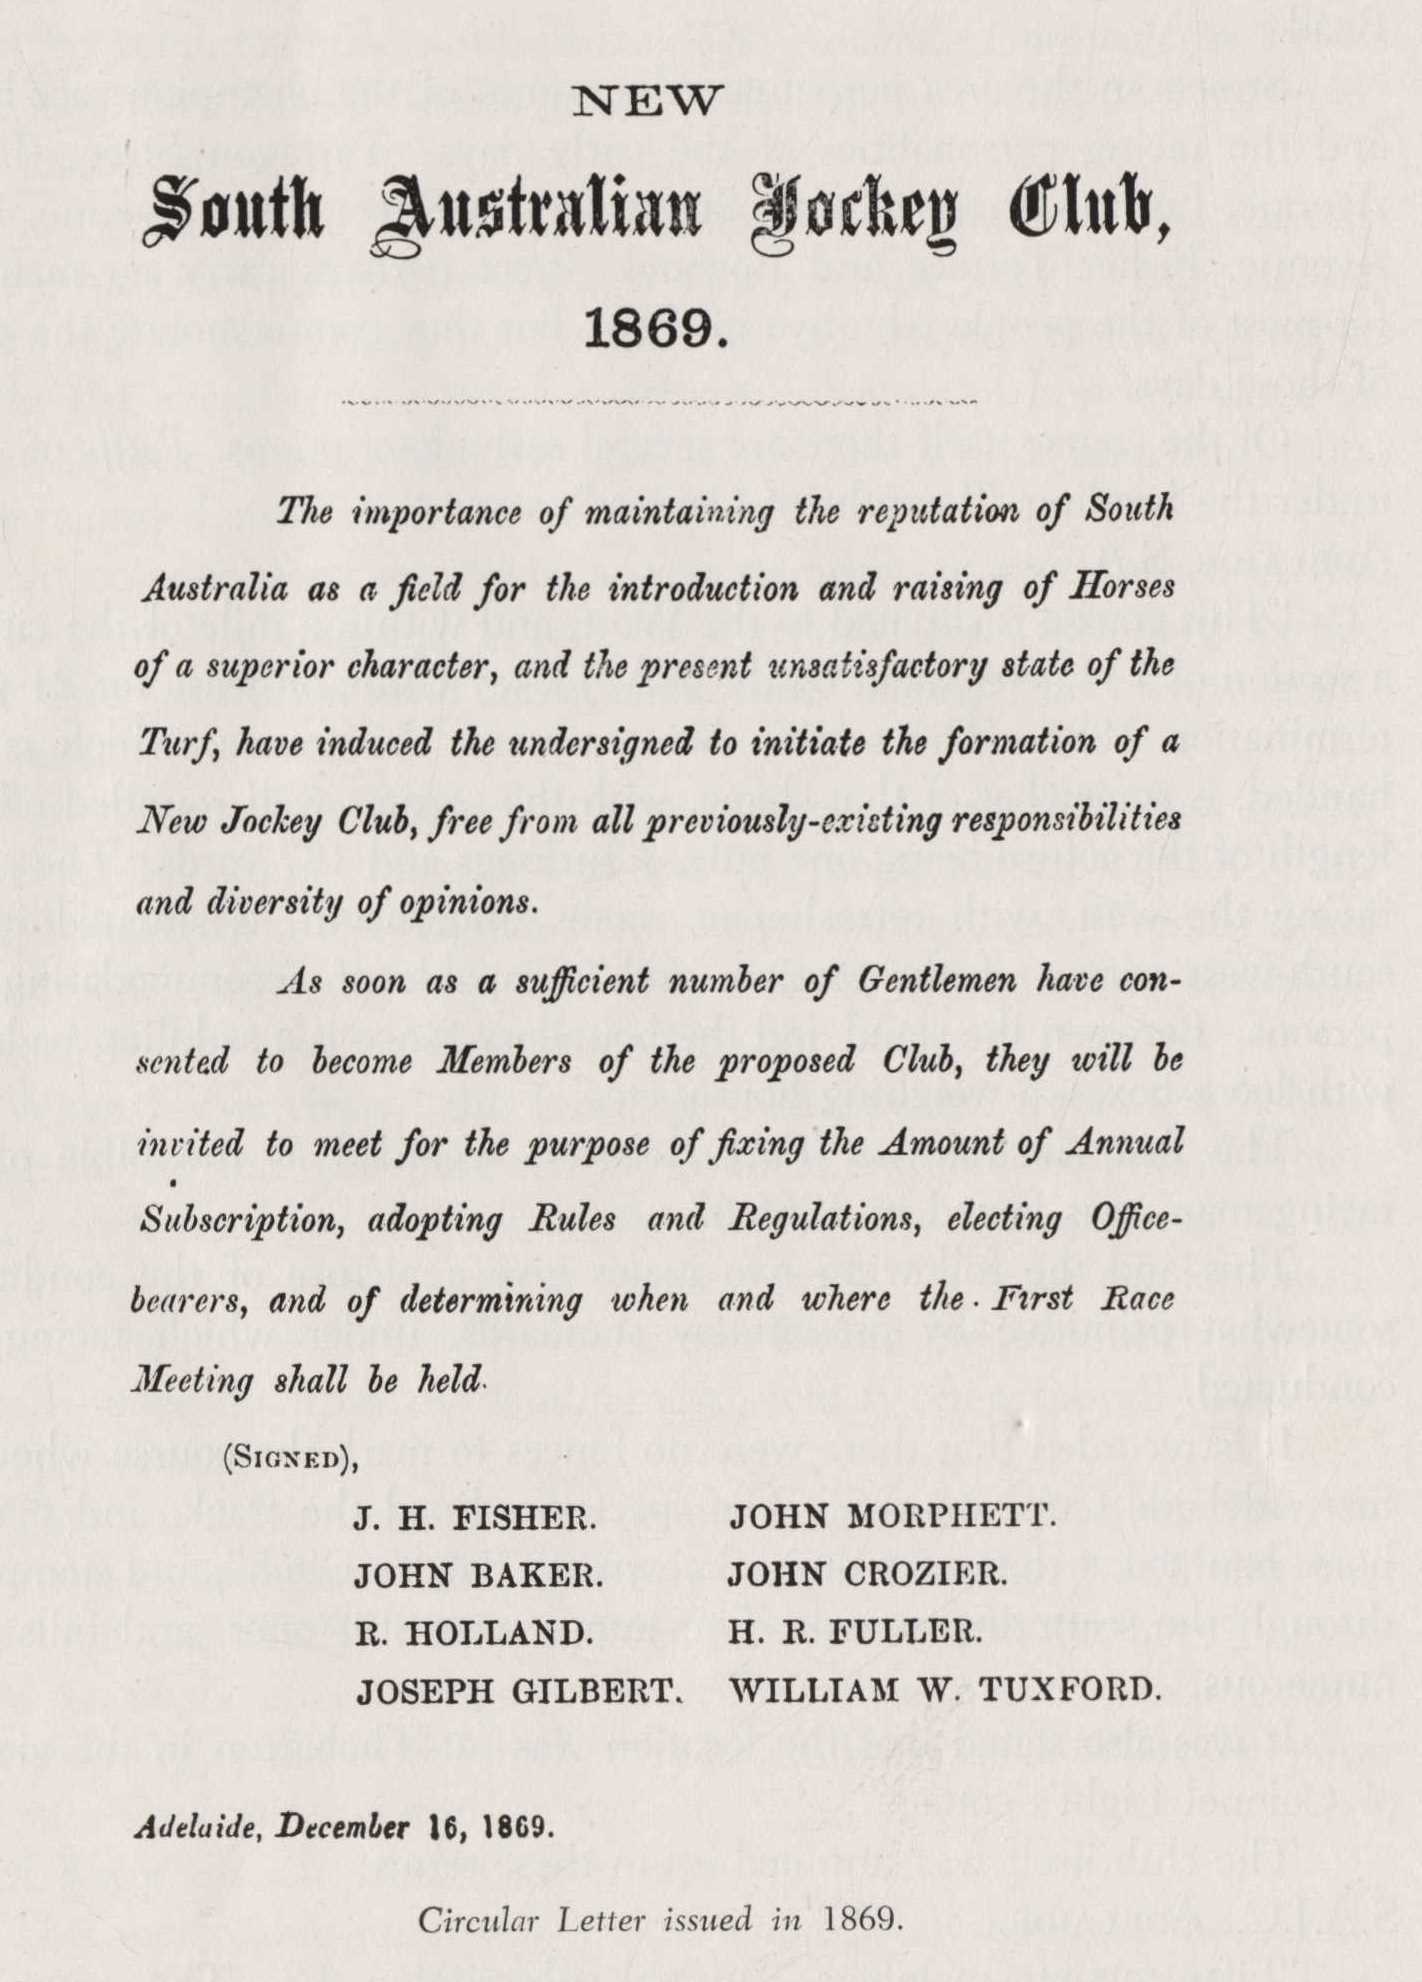 NEW
South Australian Jockey Club,
1869.
The importance of maintaining the reputation of South
Australia as a field for the introduction and raising of Horses
of a superior character, and the present unsatisfactory state of the
Turf, have induced the undersigned to initiate the formation of a
New Jockey Club, free from all previously-existing responsibilities
and diversity of opinions.
As soon as a sufficient number of Gentlemen have con-
sented to become Members of the proposed Club, they will be
invited to meet for the purpose of fixing the Amount of Annual
Subscription, adopting Rules and Regulations, electing Office-
bearers, and of determining when and where the First Race
Meeting shall be held.
(SIGNED),
J. H. FISHER. JOHN MORPHETT.
JOHN BAKER. JOHN CROZIER.
R. HOLLAND. H. R. FULLER.
JOSEPH GILBERT. WILLIAM W. TUXFORD.
Adelaide, December 16, 1869.
Circular Letter issued in 1869.